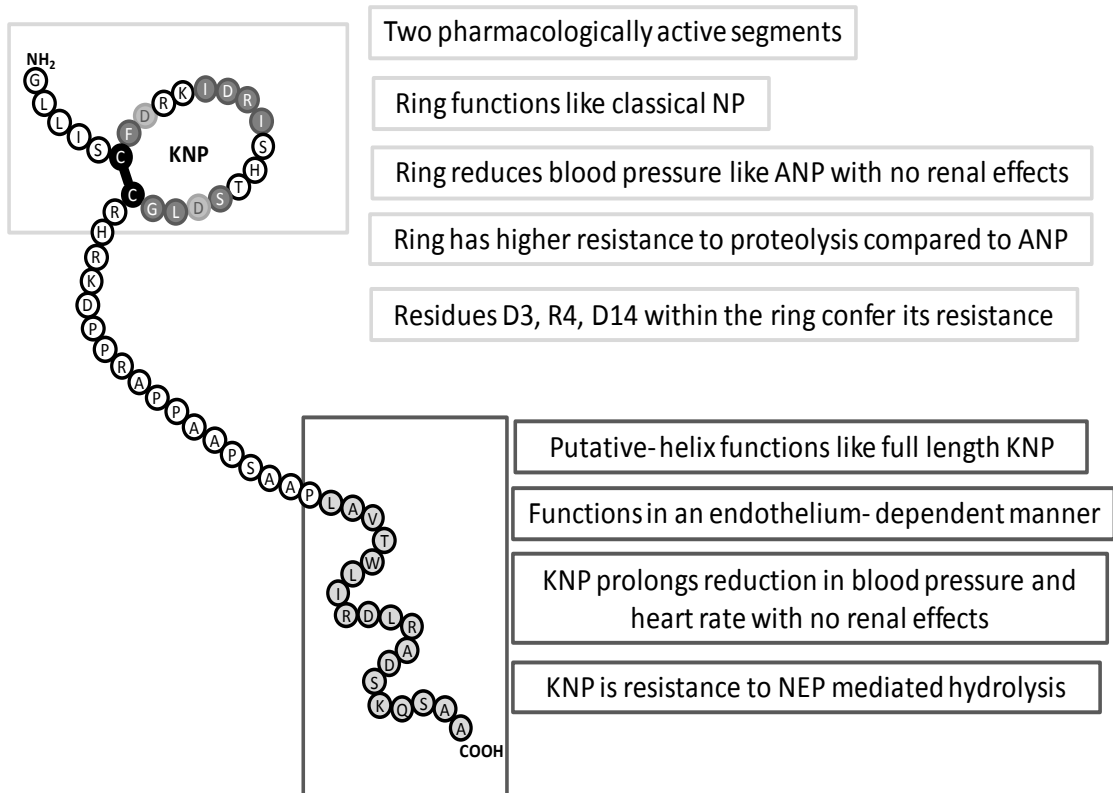 Two pharmacologically active segments
NH2
G
L
L
I
S
C
F
D
R
K
I
D
R
I
S
H
T
S
D
L
G
C
KNP
Ring functions like classical NP
Ring reduces blood pressure like ANP with no renal effects
Ring has higher resistance to proteolysis compared to ANP
Residues D3, R4, D14 within the ring confer its resistance
R
H
R
K
D
P
P
R
A
P
P
A
A
P
S
A
A
P
L
A
V
T
W
L
I
R
D
L
R
A
D
S
K
Q
S
A
A
COOH
Putative-helix functions like full length KNP
Functions in an endothelium- dependent manner
KNP prolongs reduction in blood pressure and
heart rate with no renal effects
KNP is resistance to NEP mediated hydrolysis